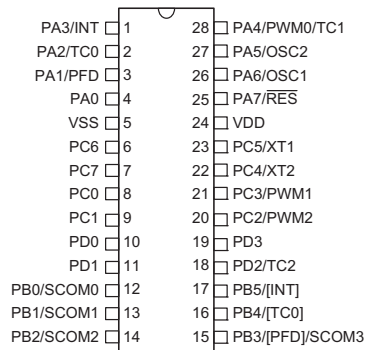 PA3/INT 1 28 PA4/PWM0/TC1
PA2/TC0 2 27 PA5/OSC2
PA1/PFD 3 26 PA6/OSC1
PA0 4 25 PA7/RES
VSS 5 24 VDD
PC6 6 23 PC5/XT1
PC7 7 22 PC4/XT2
PC0 8 21 PC3/PWM1
PC1 9 20 PC2/PWM2
PD0 10 19 PD3
PD1 11 18 PD2/TC2
PB0/SCOM0 12 17 PB5/[INT]
PB1/SCOM1 13 16 PB4/[TC0]
PB2/SCOM2 14 15 PB3/[PFD]/SCOM3